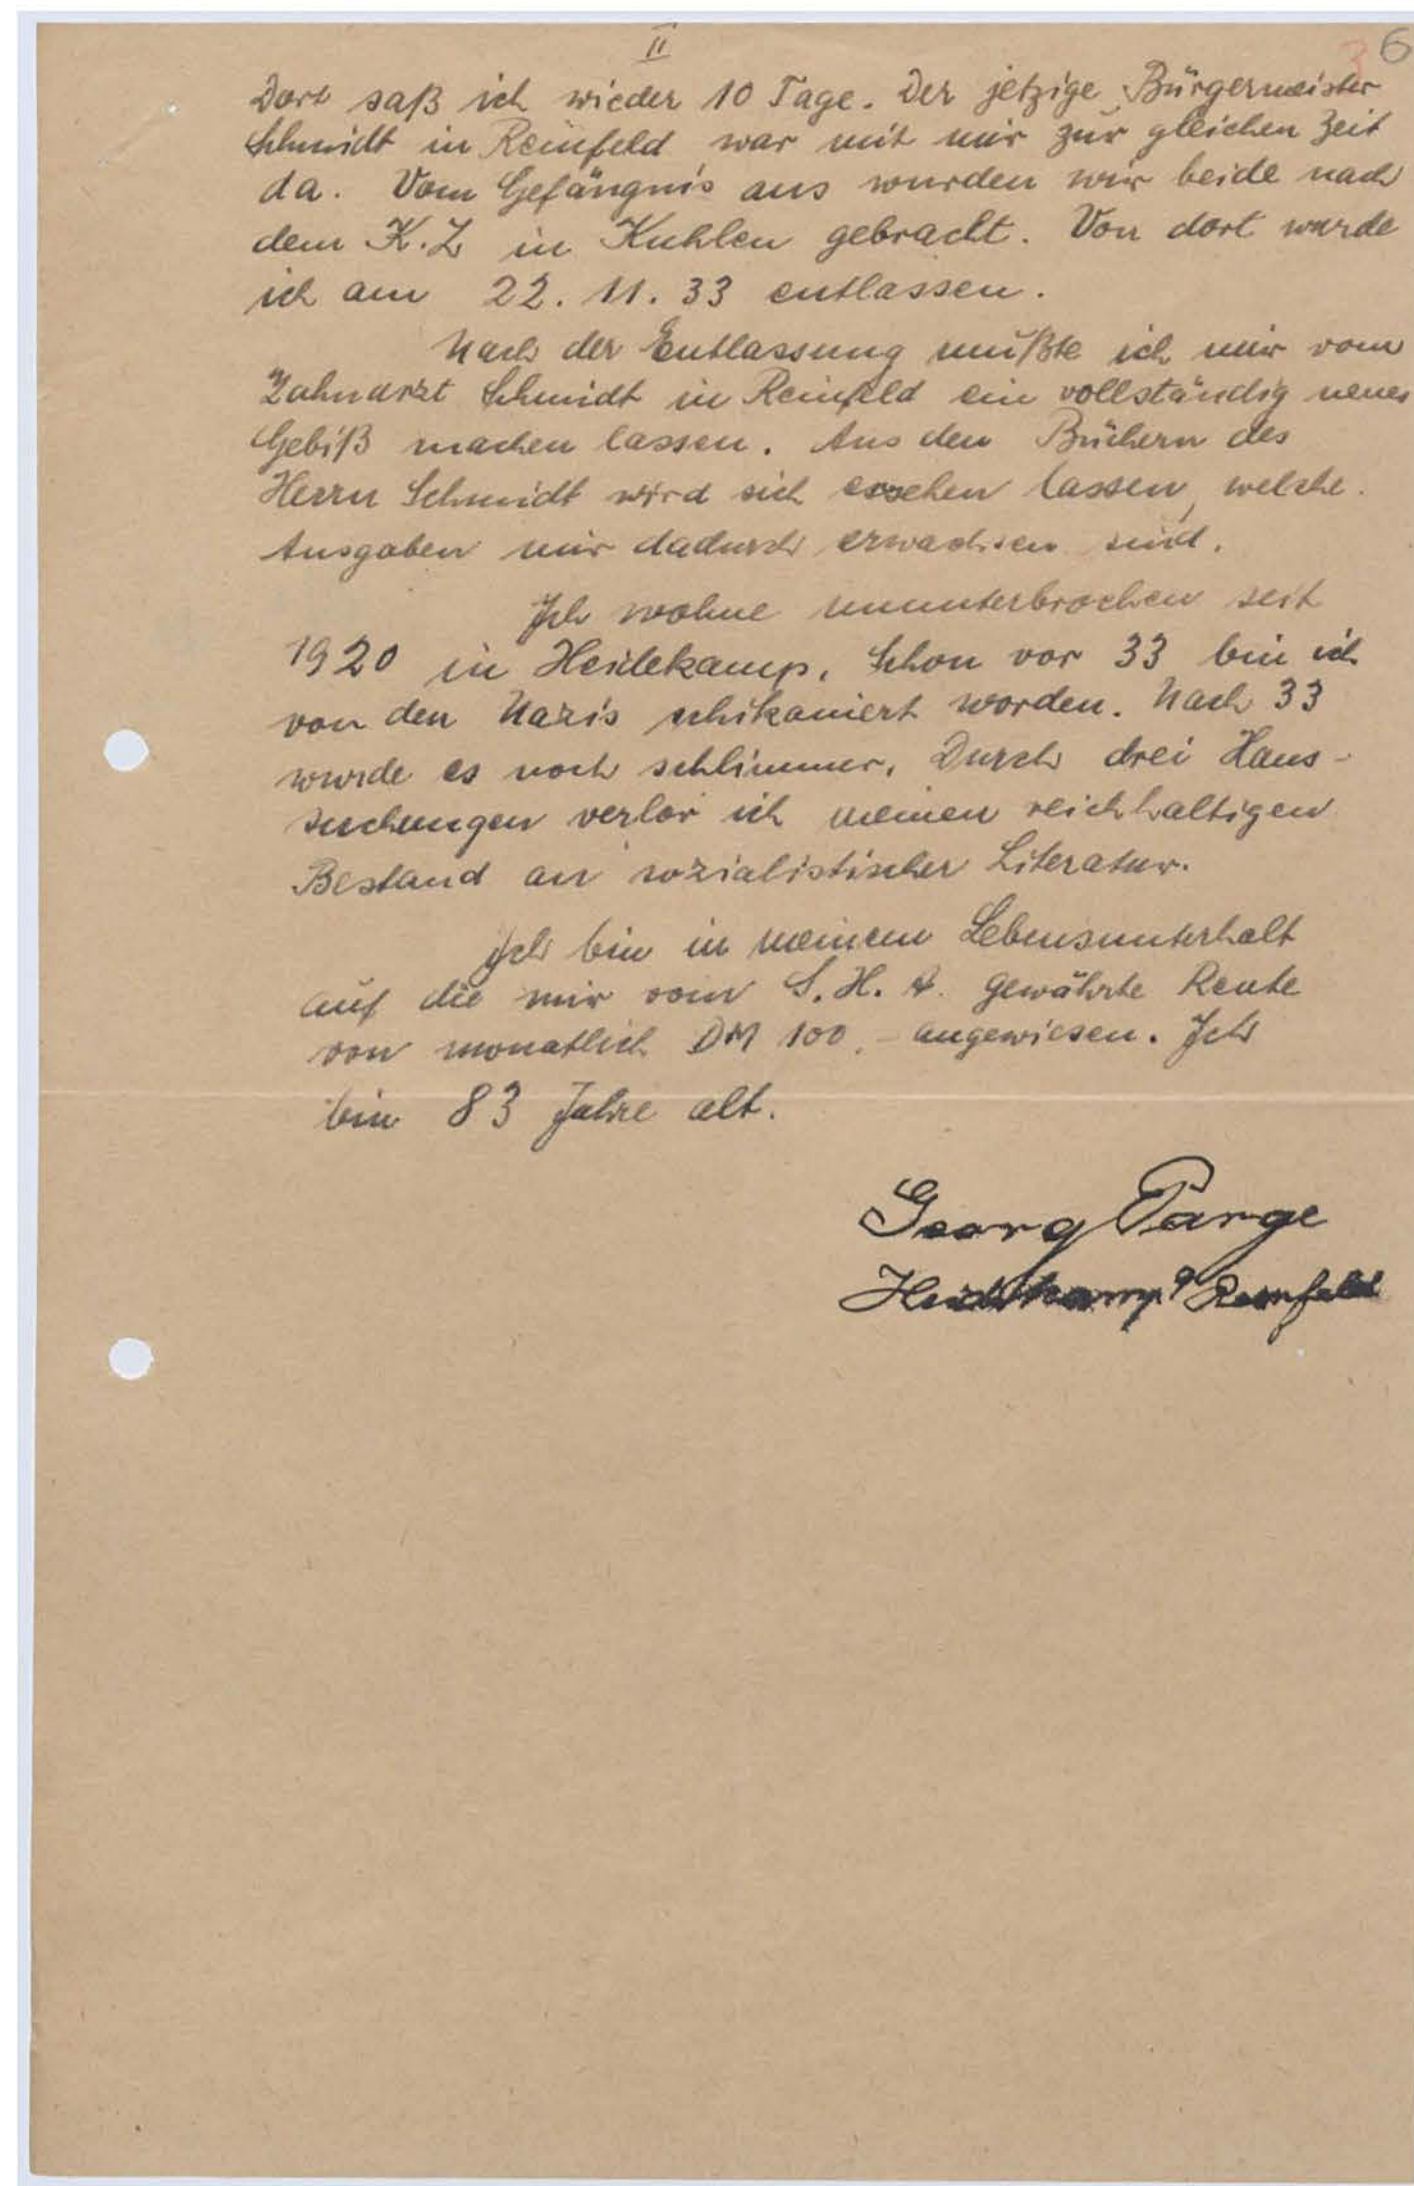 II
3 6
Dort saß ich wieder 10 Tage. Der jetzige Bürgermeister
Schmidt in Reinfeld war mit mir zur gleichen Zeit
da. Vom Gefängnis aus wurden wir beide nach
dem K.Z in Kuhlen gebracht. Von dort wurde
ich am 22. 11. 33 entlassen.
Nach der Entlassung mußte ich mir vom
Zahnarzt Schmidt in Reinfeld ein vollständig neues
Gebiß machen lassen. Aus den Büchern des
Herrn Schmidt wird sich ersehen lassen, welche
Ausgaben mir dadurch erwachsen sind.
Ich wohne ununterbrochen seit
1920 in Heidekamp. Schon vor 33 bin ich
von den Nazis schikaniert worden. Nach 33
wurde es noch schlimmer. Durch drei Haus-
suchungen verlor ich meinen reichhaltigen
Bestand an sozialistischer Literatur.
Ich bin in meinem Lebensunterhalt
auf die mir vom S. H. A. gewährte Rente
von monatlich DM 100,- angewiesen. Ich
bin 83 Jahre alt.
Georg Parge
Heidekamp Reinfeld